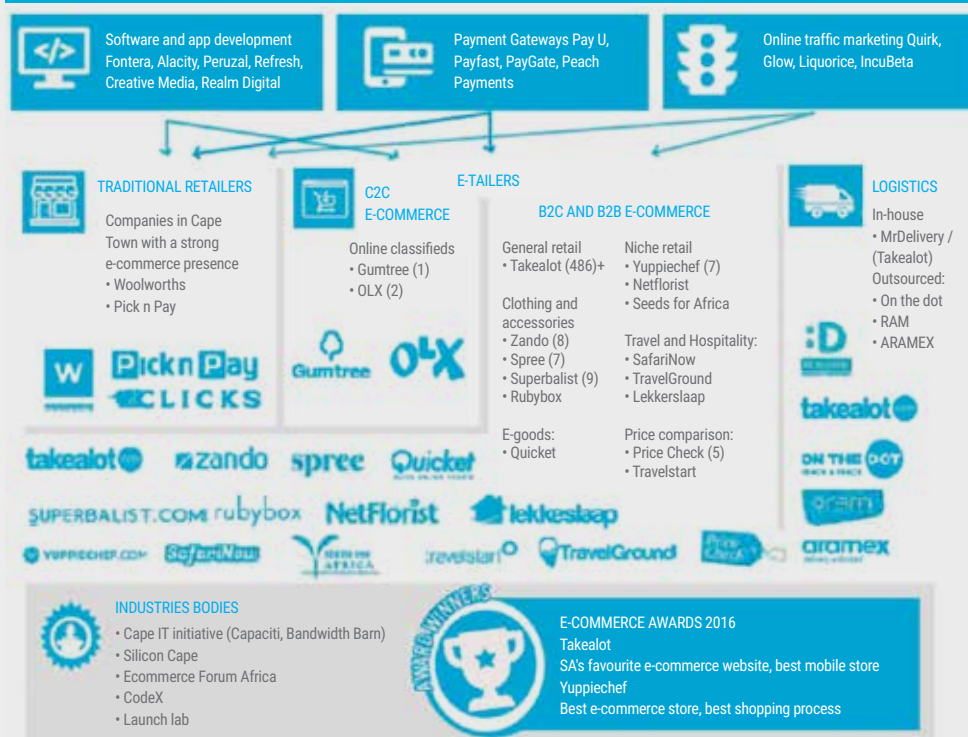 Software and app development
Fontera, Alacity, Peruzal, Refresh,
Creative Media, Realm Digital
Payment Gateways Pay U,
Payfast, PayGate, Peach
Payments
Online traffic marketing Quirk,
Glow, Liquorice, IncuBeta
TRADITIONAL RETAILERS
Companies in Cape
Town with a strong
e-commerce presence
• Woolworths
• Pick n Pay
W
Pick n Pay
CLICKS
E-TAILERS
C2C
E-COMMERCE
Online classifieds
• Gumtree (1)
• OLX (2)
Gumtree
OLX
B2C AND B2B E-COMMERCE
General retail
• Takealot (486)+
Clothing and
accessories
• Zando (8)
• Spree (7)
• Superbalist (9)
• Rubybox
E-goods:
• Quicket
Niche retail
• Yuppiechef (7)
• Netflorist
• Seeds for Africa
Travel and Hospitality:
• SafariNow
• TravelGround
• Lekkerslaap
Price comparison:
• Price Check (5)
• Travelstart
LOGISTICS
In-house
• MrDelivery /
(Takealot)
Outsourced:
• On the dot
• RAM
• ARAMEX
:D
takealot
ON THE DOT
ram
aramex
takealot
zando
spree
Quicket
SUPERBALIST.COM
rubybox
NetFlorist
lekkeslaap
YUPPIECHEF.COM
SafariNow
SEEDS FOR
AFRICA
travelstart
TravelGround
Price
Check
INDUSTRIES BODIES
• Cape IT initiative (Capaciti, Bandwidth Barn)
• Silicon Cape
• Ecommerce Forum Africa
• CodeX
• Launch lab
AWARD WINNERS
E-COMMERCE AWARDS 2016
Takealot
SA's favourite e-commerce website, best mobile store
Yuppiechef
Best e-commerce store, best shopping process